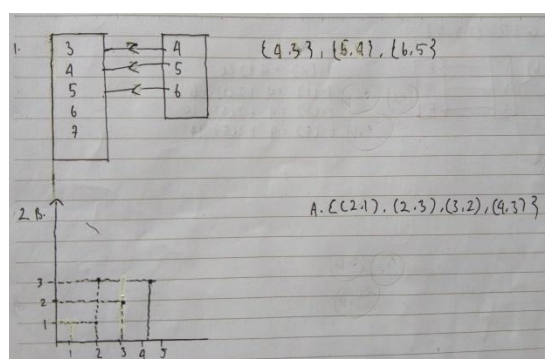 1. 3 4 {4,3}, {5,4}, {6,5}
4 5
5 6
6
7
2 B. A. {(2,1), (2,3), (3,2), (4,3)}
3
2
1
1 2 3 4 5